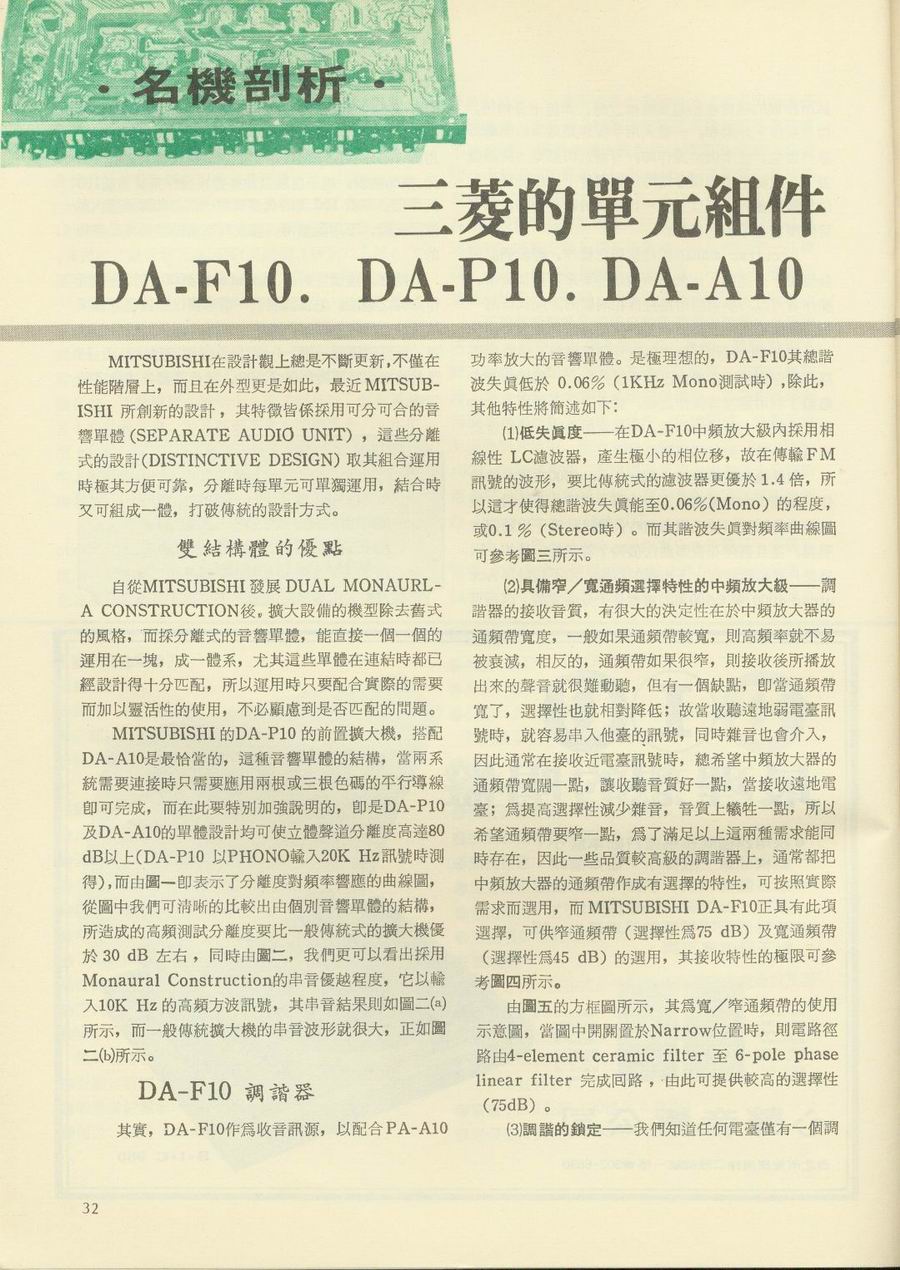 ·名機剖析·
三菱的單元組件
DA-F10. DA-P10. DA-A10
MITSUBISHI在設計觀上總是不斷更新,不僅在
性能階層上，而且在外型更是如此，最近MITSUB-
ISHI 所創新的設計，其特徵皆係採用可分可合的音
響單體 (SEPARATE AUDIO UNIT) ，這些分離
式的設計(DISTINCTIVE DESIGN) 取其組合運用
時極其方便可靠，分離時每單元可單獨運用，結合時
又可組成一體，打破傳統的設計方式。
雙結構體的優點
自從MITSUBISHI 發展 DUAL MONAURL-
A CONSTRUCTION後。擴大設備的機型除去舊式
的風格，而採分離式的音響單體，能直接一個一個的
運用在一塊，成一體系，尤其這些單體在連結時都已
經設計得十分匹配，所以運用時只要配合實際的需要
而加以靈活性的使用，不必顧慮到是否匹配的問題。
MITSUBISHI 的DA-P10 的前置擴大機，搭配
DA-A10是最恰當的，這種音響單體的結構，當兩系
統需要連接時只需要應用兩根或三根色碼的平行導線
卽可完成，而在此要特別加強說明的，卽是DA-P10
及DA-A10的單體設計均可使立體聲道分離度高達80
dB以上(DA-P10 以PHONO輸入20K Hz訊號時測
得),而由圖一卽表示了分離度對頻率響應的曲線圖，
從圖中我們可清晰的比較出由個別音響單體的結構，
所造成的高頻測試分離度要比一般傳統式的擴大機優
於 30 dB 左右，同時由圖二，我們更可以看出採用
Monaural Construction的串音優越程度，它以輸
入10K Hz 的高頻方波訊號，其串音結果則如圖二(a)
所示，而一般傳統擴大機的串音波形就很大，正如圖
二(b)所示。
DA-F10 調諧器
其實，DA-F10作爲收音訊源，以配合PA-A10
功率放大的音響單體。是極理想的，DA-F10其總諧
波失眞低於 0.06% (1KHz Mono測試時) ,除此，
其他特性將簡述如下：
(1)低失眞度——在DA-F10中頻放大級內採用相
線性 LC濾波器，產生極小的相位移，故在傳輸FM
訊號的波形，要比傳統式的濾波器更優於 1.4 倍，所
以這才使得總諧波失眞能至0.06%(Mono) 的程度，
或0.1 % (Stereo時) 。而其諧波失眞對頻率曲線圖
可參考圖三所示。
(2)具備窄／寬通頻選擇特性的中頻放大級——調
諧器的接收音質，有很大的決定性在於中頻放大器的
通頻帶寬度，一般如果通頻帶較寬，則高頻率就不易
被衰減，相反的，通頻帶如果很窄，則接收後所播放
出來的聲音就很難動聽，但有一個缺點，卽當通頻帶
寬了，選擇性也就相對降低；故當收聽遠地弱電臺訊
號時，就容易串入他臺的訊號，同時雜音也會介入，
因此通常在接收近電臺訊號時，總希望中頻放大器的
通頻帶寬闊一點，讓收聽音質好一點，當接收遠地電
臺；爲提高選擇性減少雜音，音質上犧牲一點，所以
希望通頻帶要窄一點，爲了滿足以上這兩種需求能同
時存在，因此一些品質較高級的調諧器上，通常都把
中頻放大器的通頻帶作成有選擇的特性，可按照實際
需求而選用，而 MITSUBISHI DA-F10正具有此項
選擇，可供窄通頻帶（選擇性爲75 dB）及寬通頻帶
（選擇性爲45 dB）的選用，其接收特性的極限可參
考圖四所示。
由圖五的方框圖所示，其爲寬／窄通頻帶的使用
示意圖，當圖中開關置於Narrow位置時，則電路徑
路由4-element ceramic filter 至 6-pole phase
linear filter 完成回路，由此可提供較高的選擇性
（75dB）。
(3)調諧的鎖定——我們知道任何電臺僅有一個調
32